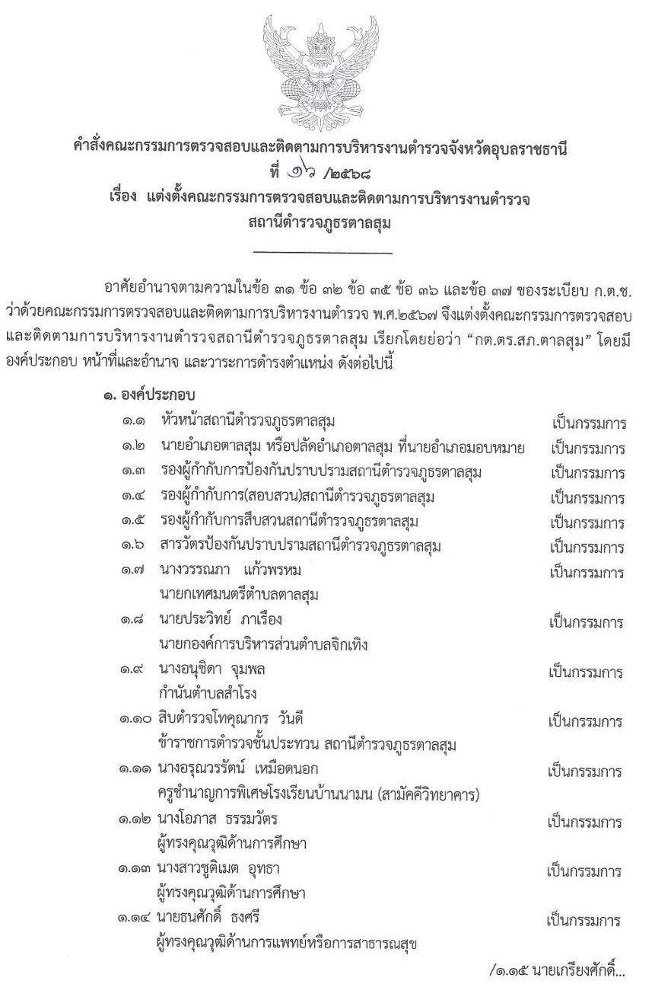 คำสั่งคณะกรรมการตรวจสอบและติดตามการบริหารงานตำรวจจังหวัดอุบลราชธานี
ที่ ๑๖ /๒๕๖๘
เรื่อง แต่งตั้งคณะกรรมการตรวจสอบและติดตามการบริหารงานตำรวจ
สถานีตำรวจภูธรตาลสุม
อาศัยอำนาจตามความในข้อ ๓๑ ข้อ ๓๒ ข้อ ๓๕ ข้อ ๓๖ และข้อ ๓๗ ของระเบียบ ก.ต.ช.
ว่าด้วยคณะกรรมการตรวจสอบและติดตามการบริหารงานตำรวจ พ.ศ.๒๕๖๗ จึงแต่งตั้งคณะกรรมการตรวจสอบ
และติดตามการบริหารงานตำรวจสถานีตำรวจภูธรตาลสุม เรียกโดยย่อว่า “กต.ตร.สภ.ตาลสุม” โดยมี
องค์ประกอบ หน้าที่และอำนาจ และวาระการดำรงตำแหน่ง ดังต่อไปนี้
๑. องค์ประกอบ
๑.๑ หัวหน้าสถานีตำรวจภูธรตาลสุม เป็นกรรมการ
๑.๒ นายอำเภอตาลสุม หรือปลัดอำเภอตาลสุม ที่นายอำเภอมอบหมาย เป็นกรรมการ
๑.๓ รองผู้กำกับการป้องกันปราบปรามสถานีตำรวจภูธรตาลสุม เป็นกรรมการ
๑.๔ รองผู้กำกับการ(สอบสวน)สถานีตำรวจภูธรตาลสุม เป็นกรรมการ
๑.๕ รองผู้กำกับการสืบสวนสถานีตำรวจภูธรตาลสุม เป็นกรรมการ
๑.๖ สารวัตรป้องกันปราบปรามสถานีตำรวจภูธรตาลสุม เป็นกรรมการ
๑.๗ นางวรรณภา แก้วพรหม เป็นกรรมการ
นายกเทศมนตรีตำบลตาลสุม
๑.๘ นายประวิทย์ ภาเรือง เป็นกรรมการ
นายกองค์การบริหารส่วนตำบลจิกเทิง
๑.๙ นางอนุชิดา จุมพล เป็นกรรมการ
กำนันตำบลสำโรง
๑.๑๐ สิบตำรวจโทคุณากร วันดี เป็นกรรมการ
ข้าราชการตำรวจชั้นประทวน สถานีตำรวจภูธรตาลสุม
๑.๑๑ นางอรุณวรรัตน์ เหมือดนอก เป็นกรรมการ
ครูชำนาญการพิเศษโรงเรียนบ้านนามน (สามัคคีวิทยาคาร)
๑.๑๒ นางโอภาส ธรรมวัตร เป็นกรรมการ
ผู้ทรงคุณวุฒิด้านการศึกษา
๑.๑๓ นางสาวชูติเมต อุทธา เป็นกรรมการ
ผู้ทรงคุณวุฒิด้านการศึกษา
๑.๑๔ นายธนศักดิ์ ธงศรี เป็นกรรมการ
ผู้ทรงคุณวุฒิด้านการแพทย์หรือการสาธารณสุข
/๑.๑๕ นายเกรียงศักดิ์...